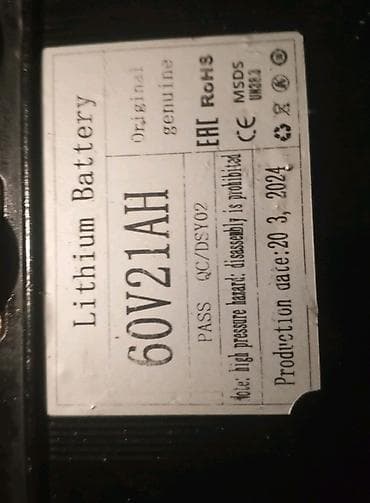 Lithium Battery
60V21AH
Original
genuine
PASS QC/DSY02
EAC RoHS
Note: high pressure hazard: disassembly is prohibited
CE MSDS
UN38.3
Production date:20 3, 2024